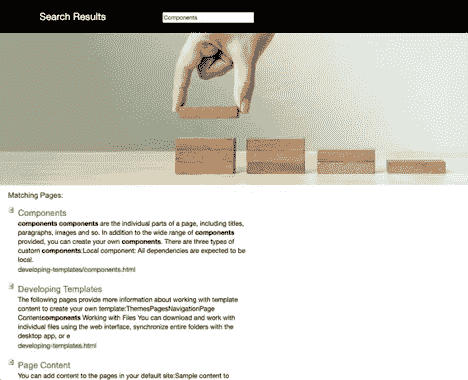 Search Results
Components
Matching Pages:
Components
components components are the individual parts of a page, including titles,
paragraphs, images and so. In addition to the wide range of components
provided, you can create your own components. There are three types of
custom components:Local component: All dependencies are expected to be
local.
developing-templates/components.html
Developing Templates
The following pages provide more information about working with template
content to create your own template:ThemesPagesNavigationPage
Contentcomponents Working with Files You can download and work with
individual files using the web interface, synchronize entire folders with the
desktop app, or e
developing-templates.html
Page Content
You can add content to the pages in your default site:Sample content to